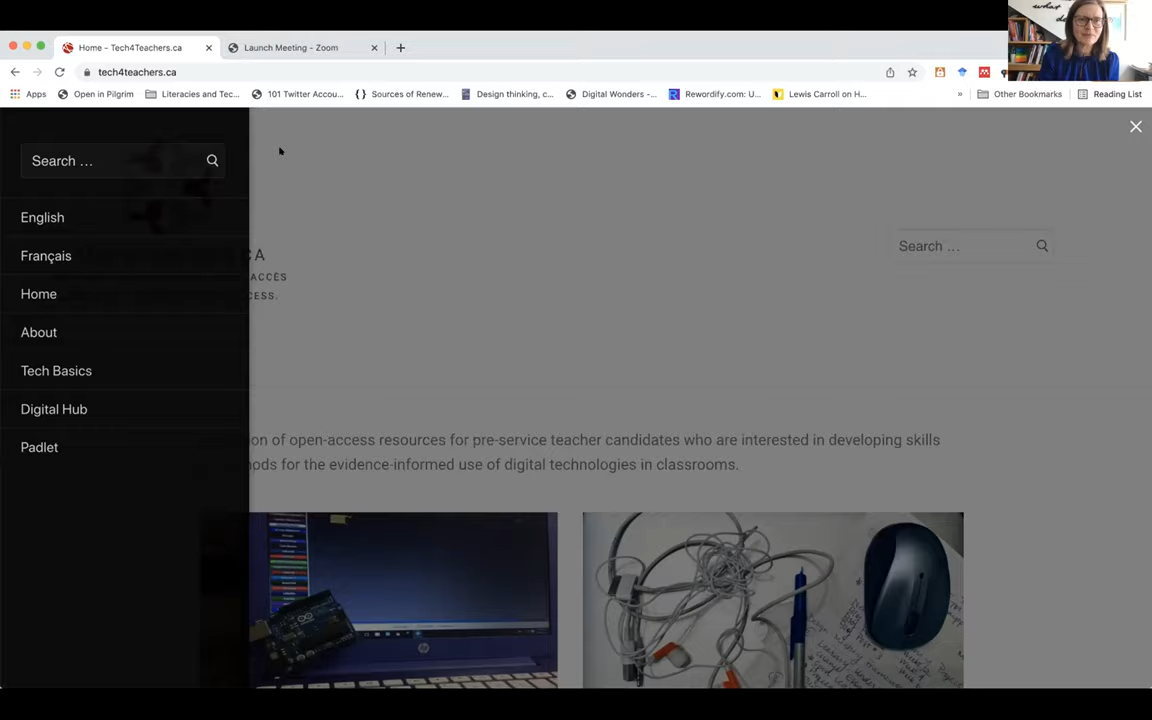 what
Home - Tech4Teachers.ca
Launch Meeting - Zoom
tech4teachers.ca
Apps
Open in Pilgrim
Literacies and Tec...
101 Twitter Accou...
Sources of Renew...
Design thinking, c...
Digital Wonders -...
Rewordify.com: U...
Lewis Carroll on H...
»
Other Bookmarks
Reading List
Search ...
English
Français
Home
About
Tech Basics
Digital Hub
Padlet
CA
ACCÈS
CESS.
Search ...
on of open-access resources for pre-service teacher candidates who are interested in developing skills
ods for the evidence-informed use of digital technologies in classrooms.